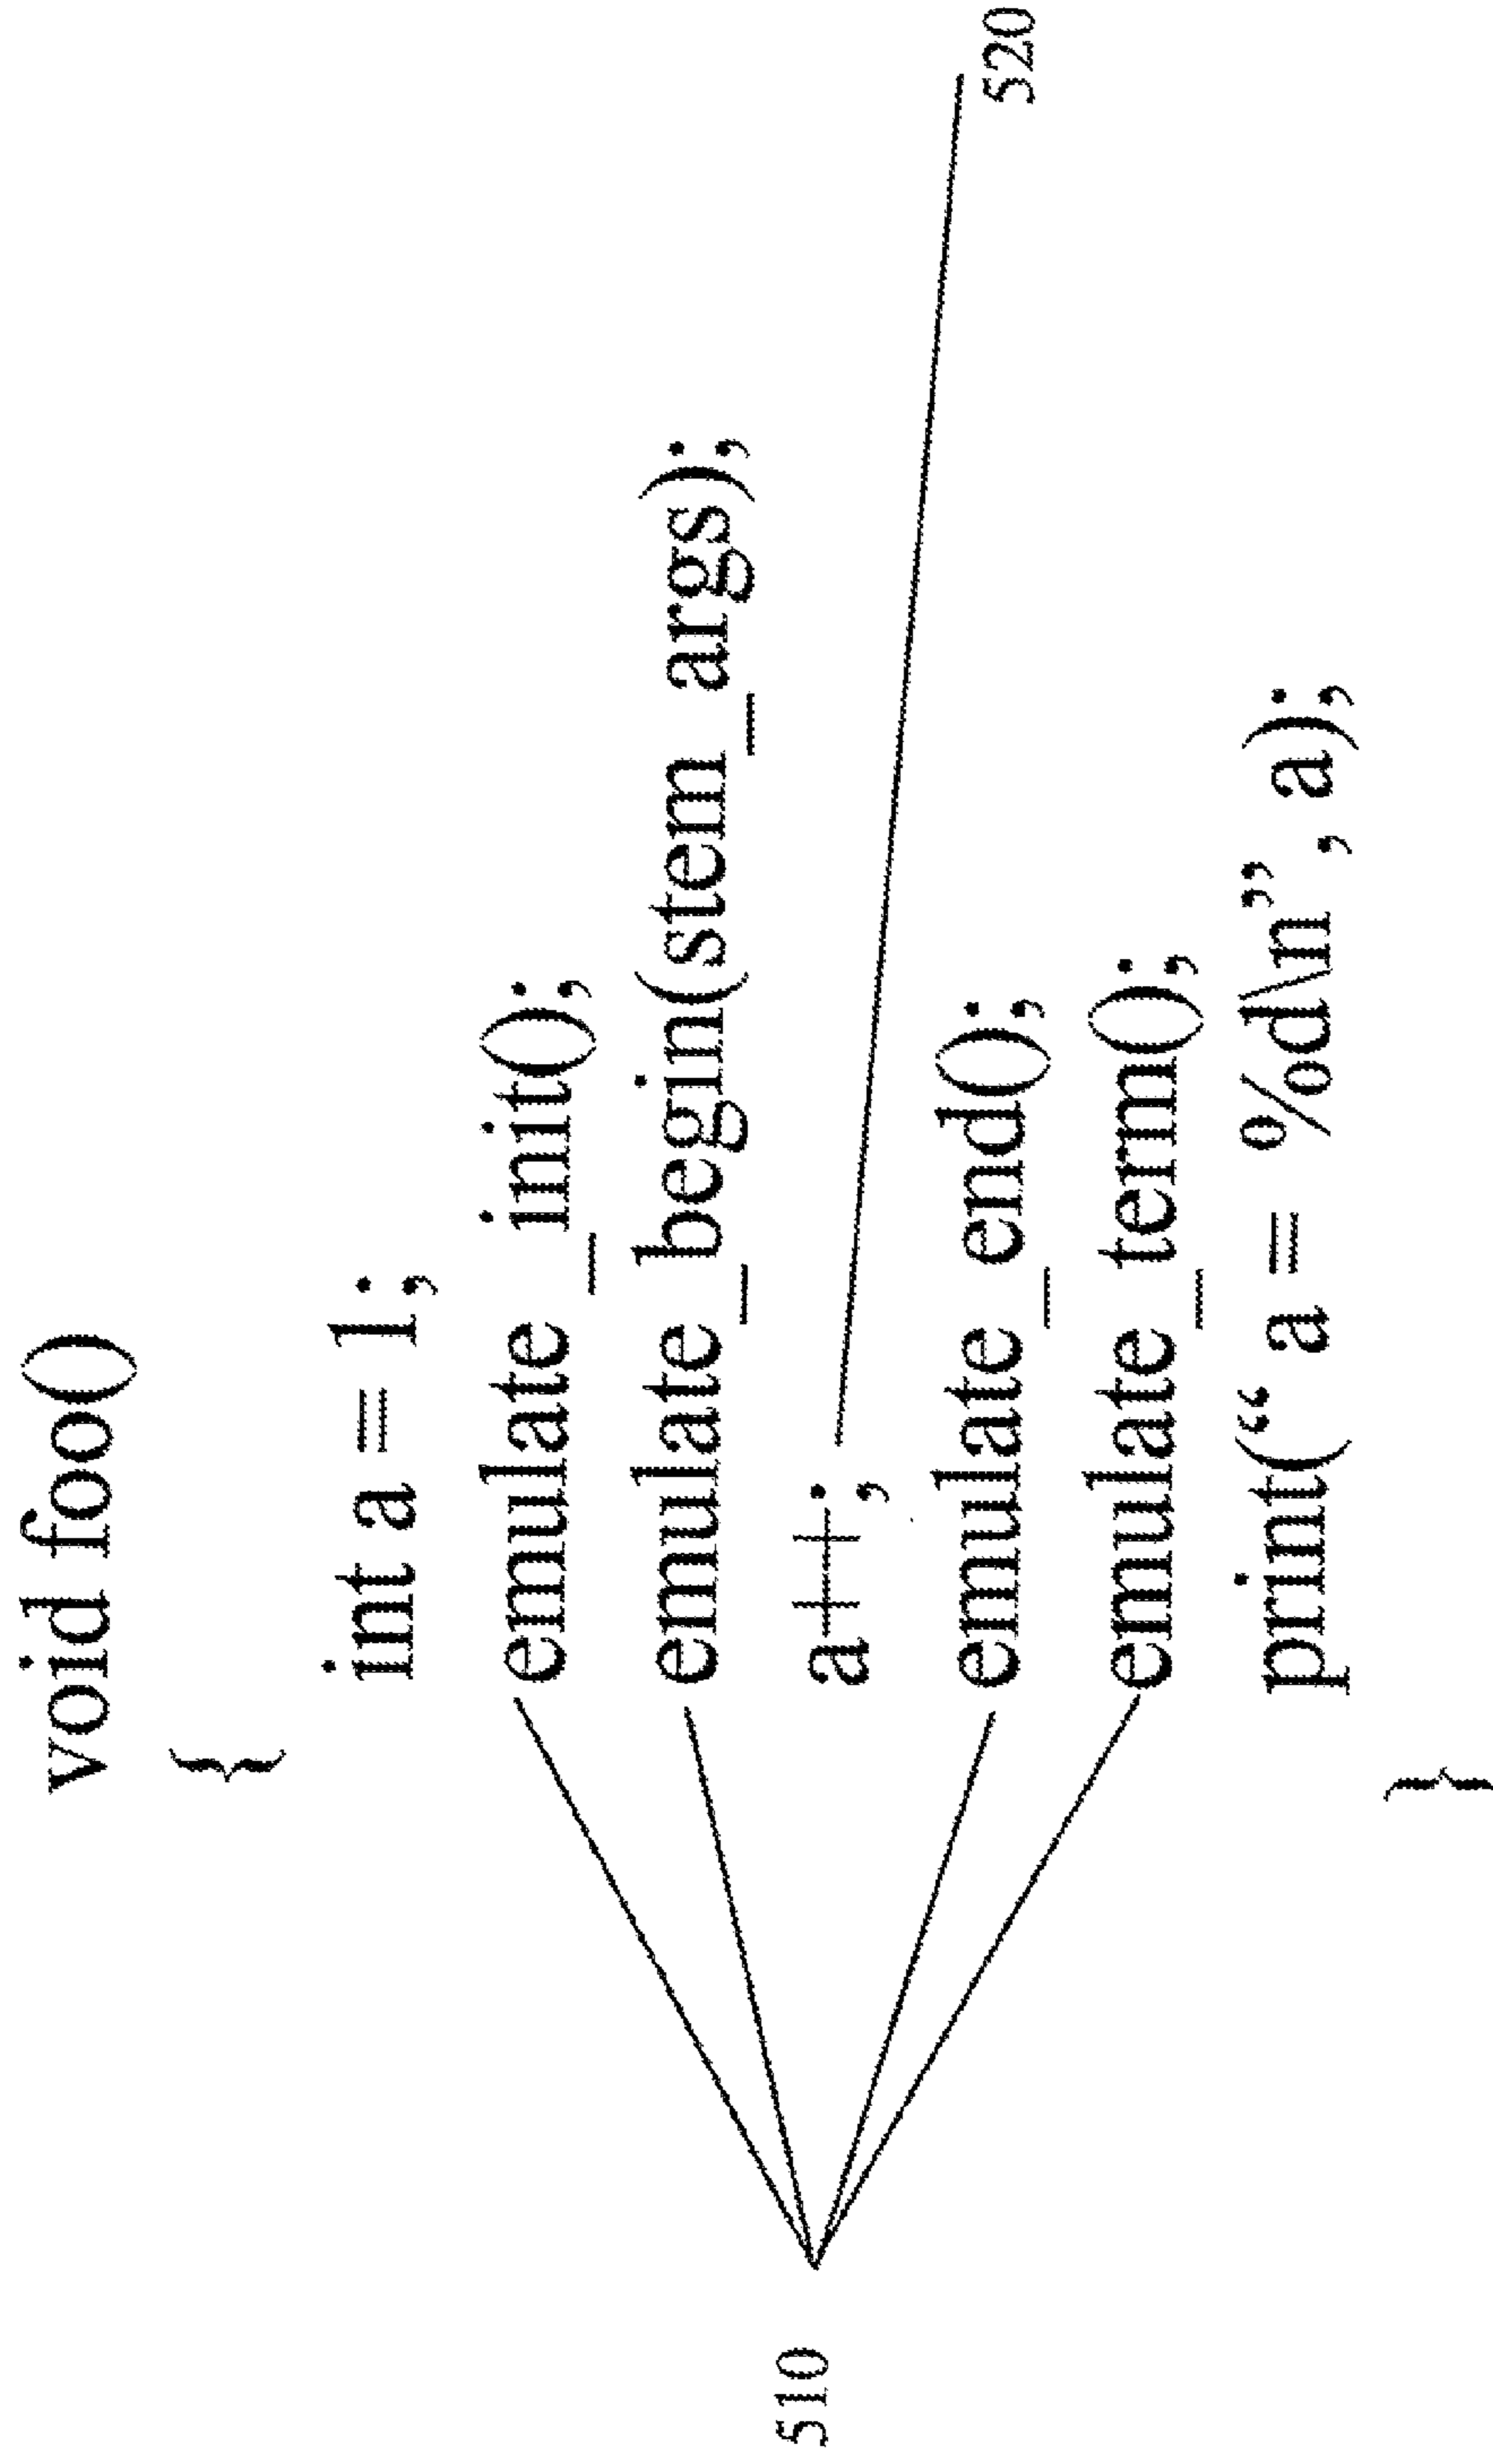 void foo()
{
int a = 1;
emulate_init();
emulate_begin(stem_args);
a++;
emulate_end();
emulate_term();
print(“ a = %d\n”, a);
}
510
520